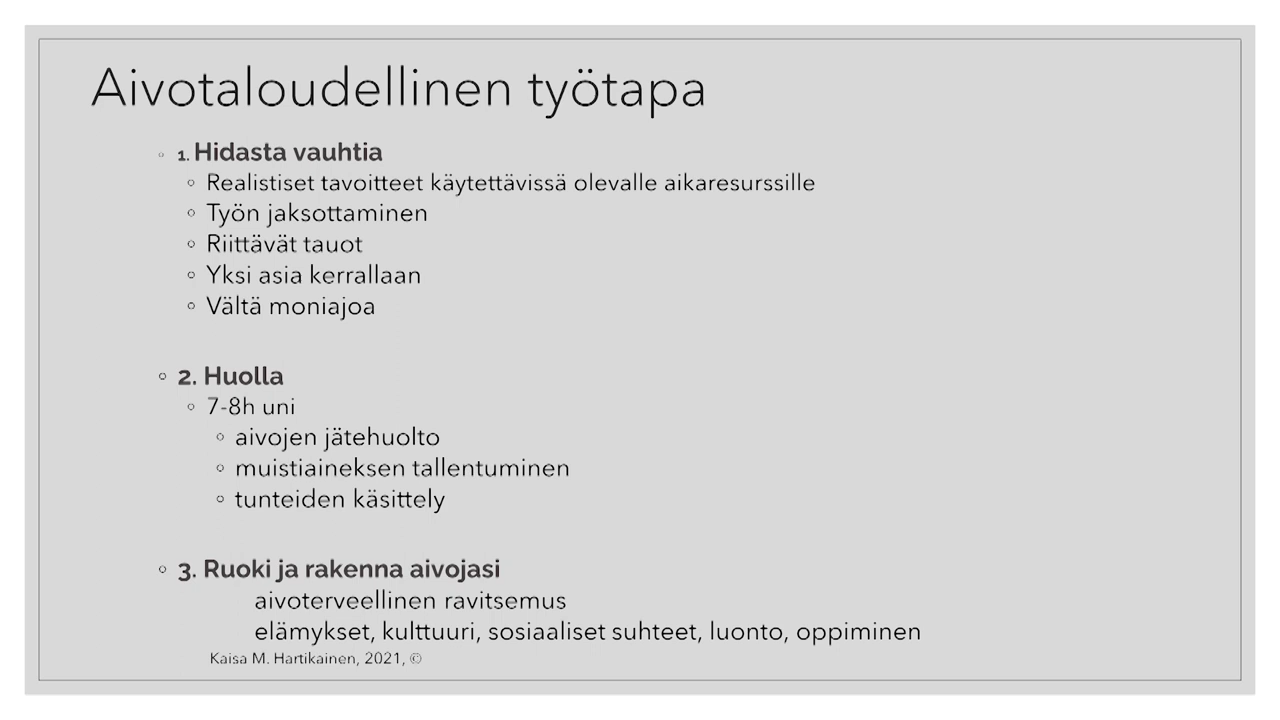 Aivotaloudellinen työtapa
1. Hidasta vauhtia
Realistiset tavoitteet käytettävissä olevalle aikaresurssille
Työn jaksottaminen
Riittävät tauot
Yksi asia kerrallaan
Vältä moniajoa
2. Huolla
7-8h uni
aivojen jätehuolto
muistiaineksen tallentuminen
tunteiden käsittely
3. Ruoki ja rakenna aivojasi
aivoterveellinen ravitsemus
elämykset, kulttuuri, sosiaaliset suhteet, luonto, oppiminen
Kaisa M. Hartikainen, 2021, ©